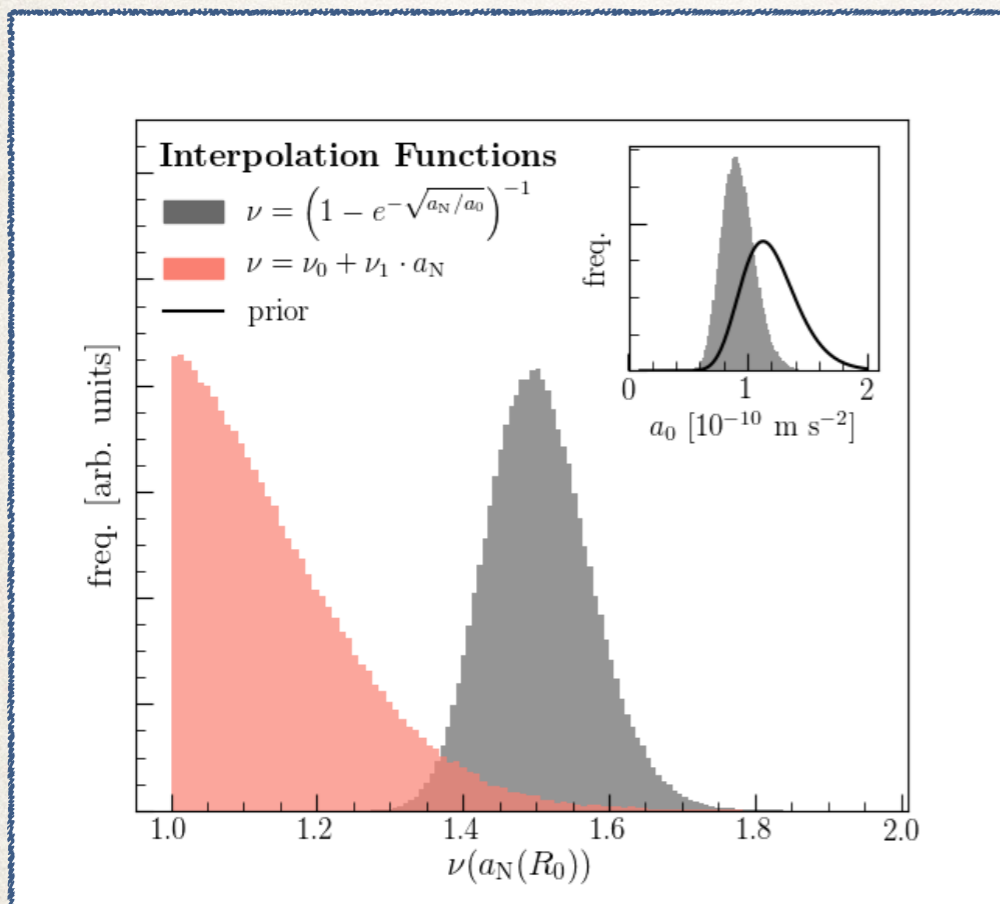 Interpolation Functions
ν = (1 − e^{−√(a_N/a_0)})^{−1}
ν = ν_0 + ν_1 · a_N
prior
freq.
0 1 2
a_0 [10^{−10} m s^{−2}]
freq. [arb. units]
1.0 1.2 1.4 1.6 1.8 2.0
ν(a_N(R_0))